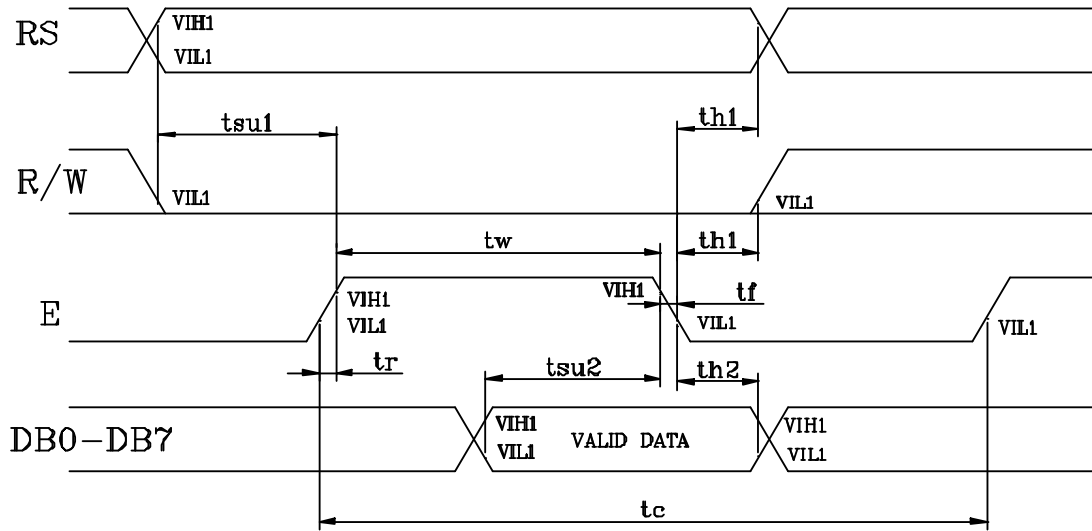 RS
VIH1
VIL1
tsu1
th1
R/W
VIL1
VIL1
tw
th1
E
VIH1
VIL1
VIH1
tf
VIL1
VIL1
tr
tsu2
th2
DB0-DB7
VIH1
VIL1
VALID DATA
VIH1
VIL1
tc